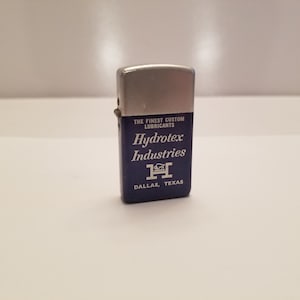 THE FINEST CUSTOM
LUBRICANTS
Hydrotex
Industries
H
DALLAS, TEXAS